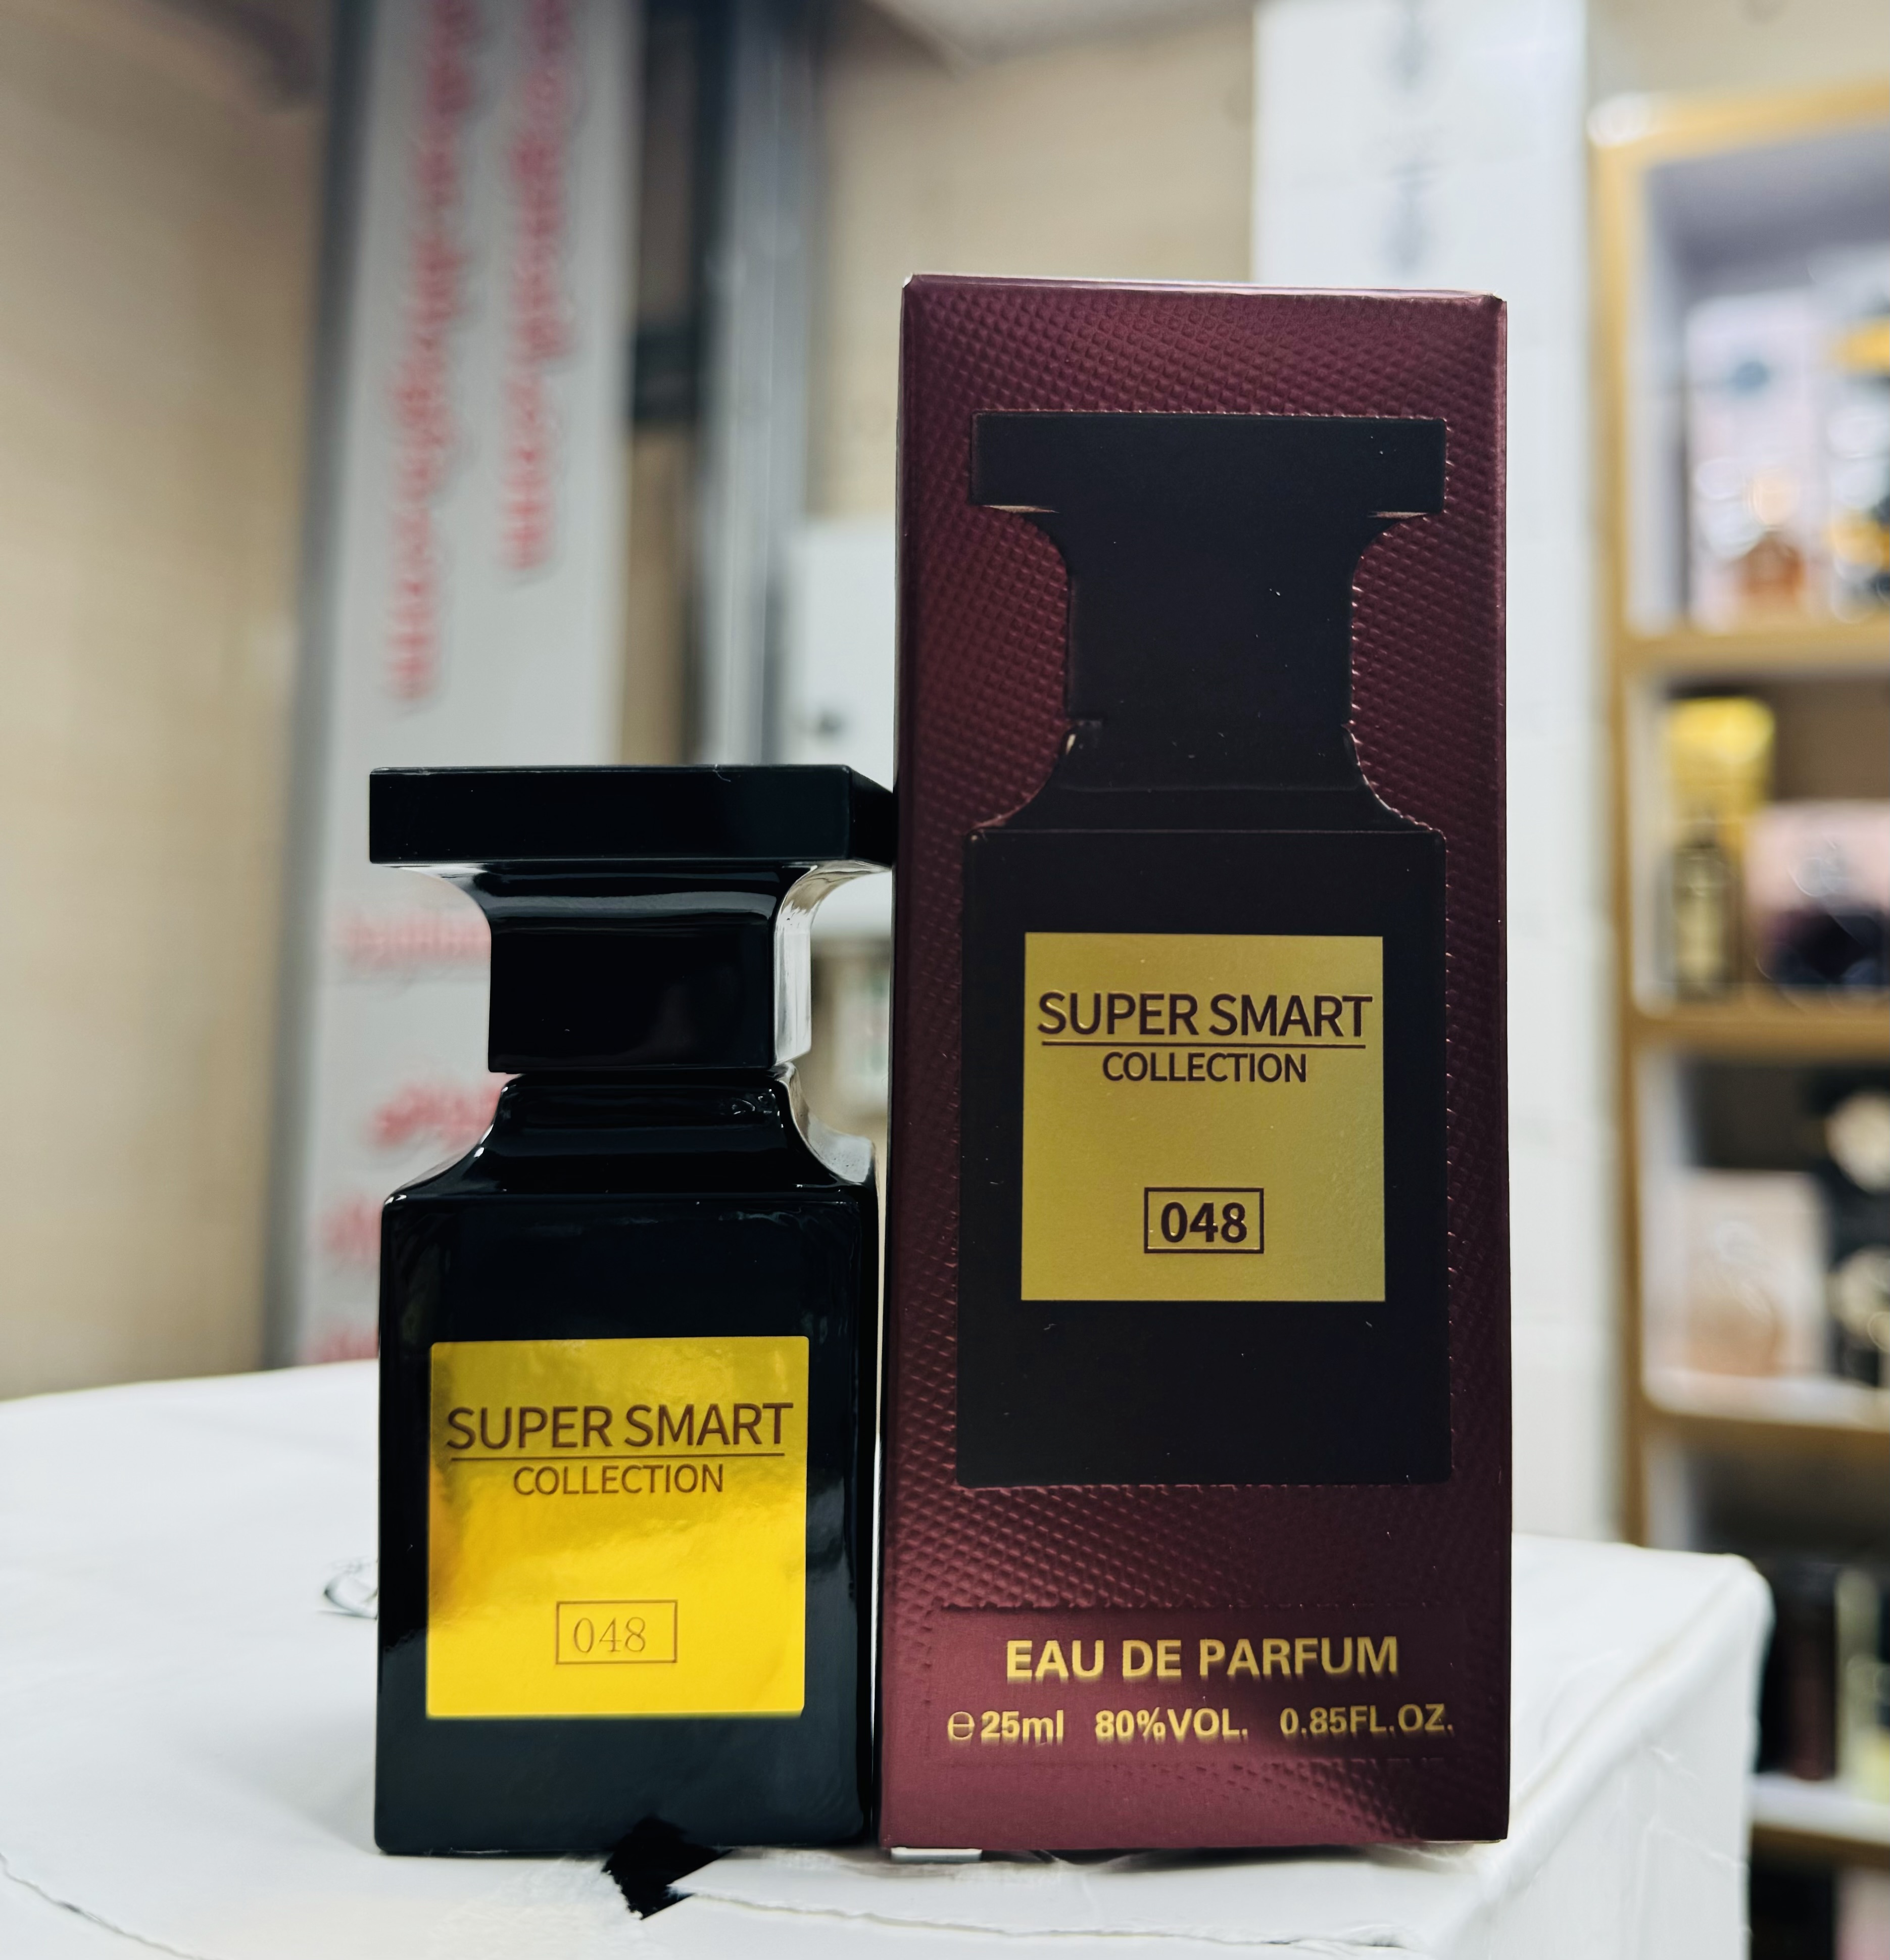 SUPER SMART
COLLECTION
048
SUPER SMART
COLLECTION
048
EAU DE PARFUM
℮25ml 80%VOL. 0.85FL.OZ.